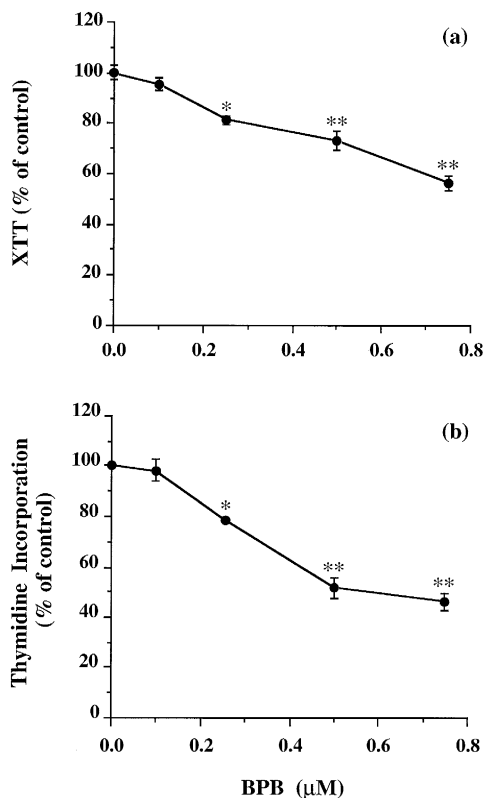 (a)
XTT (% of control)
120
100
80
60
40
20
0
*
**
**
0.0 0.2 0.4 0.6 0.8
(b)
Thymidine Incorporation
(% of control)
120
100
80
60
40
20
0
*
**
**
0.0 0.2 0.4 0.6 0.8
BPB (μM)